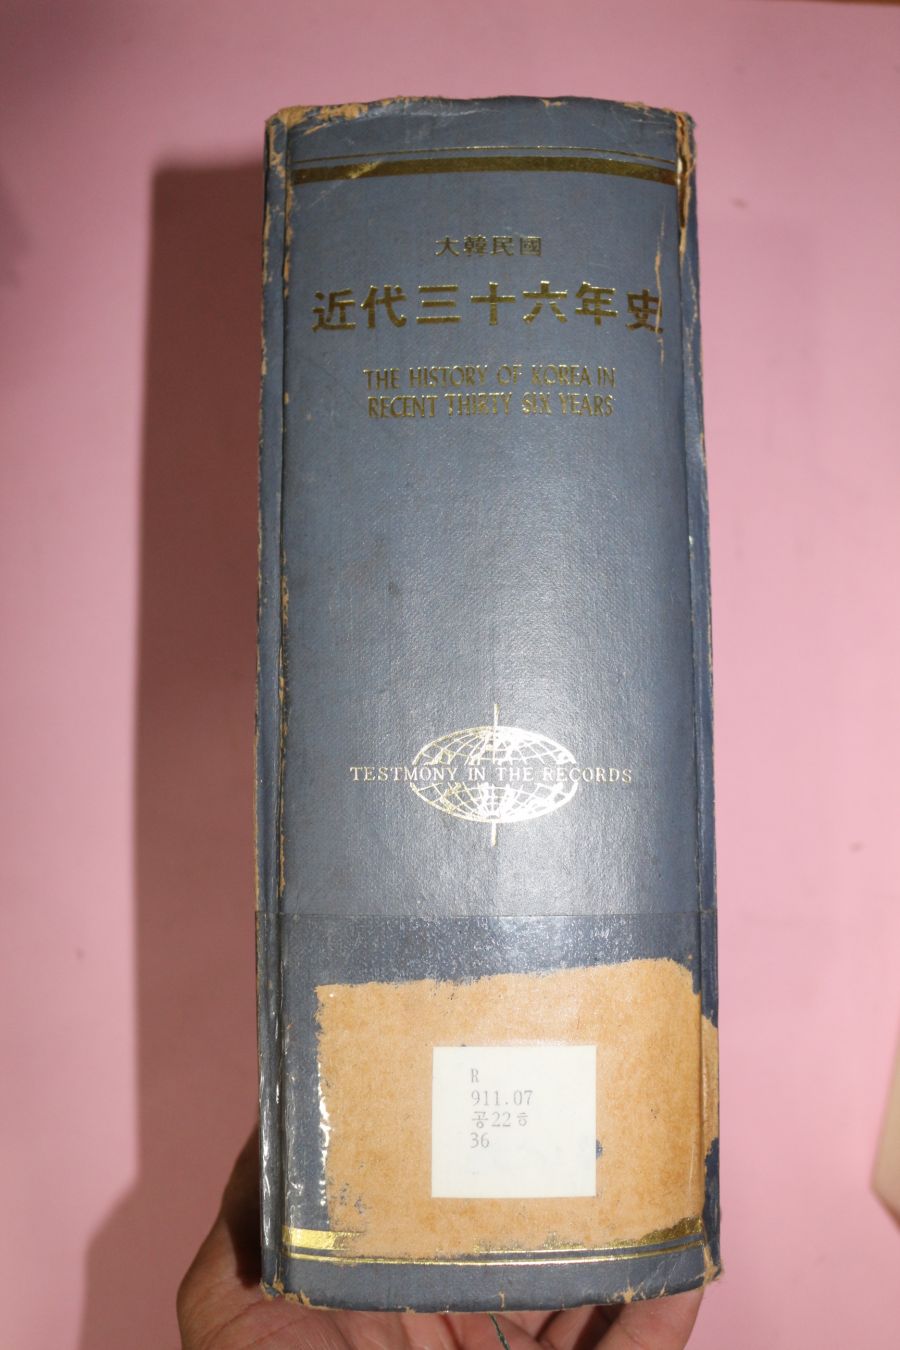 大韓民國
近代三十六年史
THE HISTORY OF KOREA IN
RECENT THIRTY SIX YEARS
TESTMONY IN THE RECORDS
R
911.07
공22ㅎ
36